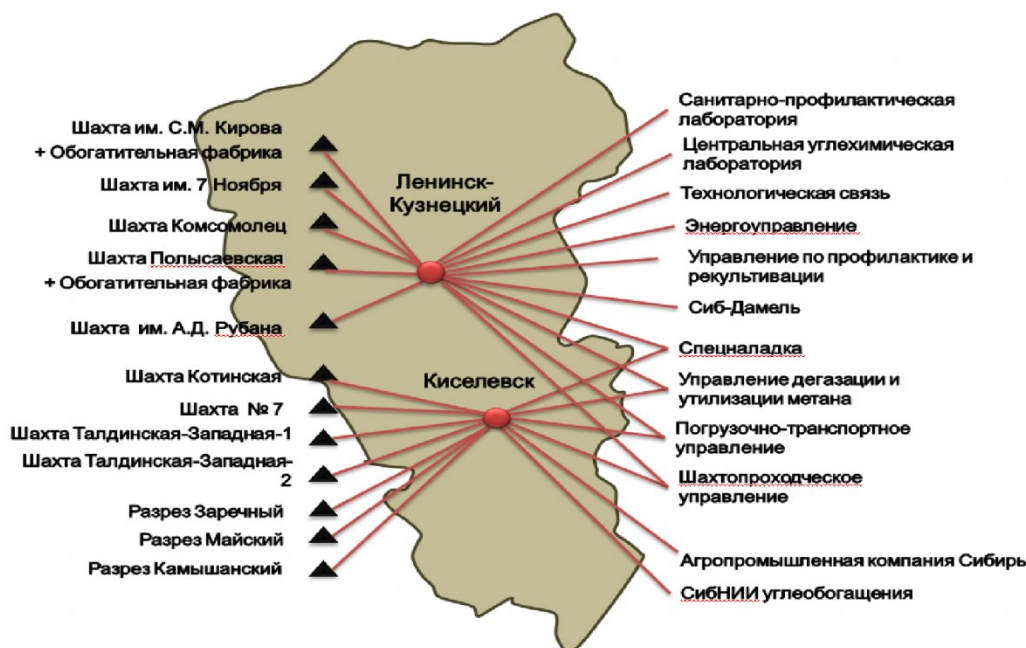 Шахта им. С.М. Кирова
+ Обогатительная фабрика
Шахта им. 7 Ноября
Шахта Комсомолец
Шахта Полысаевская
+ Обогатительная фабрика
Шахта им. А.Д. Рубана
Шахта Котинская
Шахта № 7
Шахта Талдинская-Западная-1
Шахта Талдинская-Западная-
2
Разрез Заречный
Разрез Майский
Разрез Камышанский
Ленинск-
Кузнецкий
Киселевск
Санитарно-профилактическая
лаборатория
Центральная углехимическая
лаборатория
Технологическая связь
Энергоуправление
Управление по профилактике и
рекультивации
Сиб-Дамель
Спецналадка
Управление дегазации и
утилизации метана
Погрузочно-транспортное
управление
Шахтопроходческое
управление
Агропромышленная компания Сибирь
СибНИИ углеобогащения